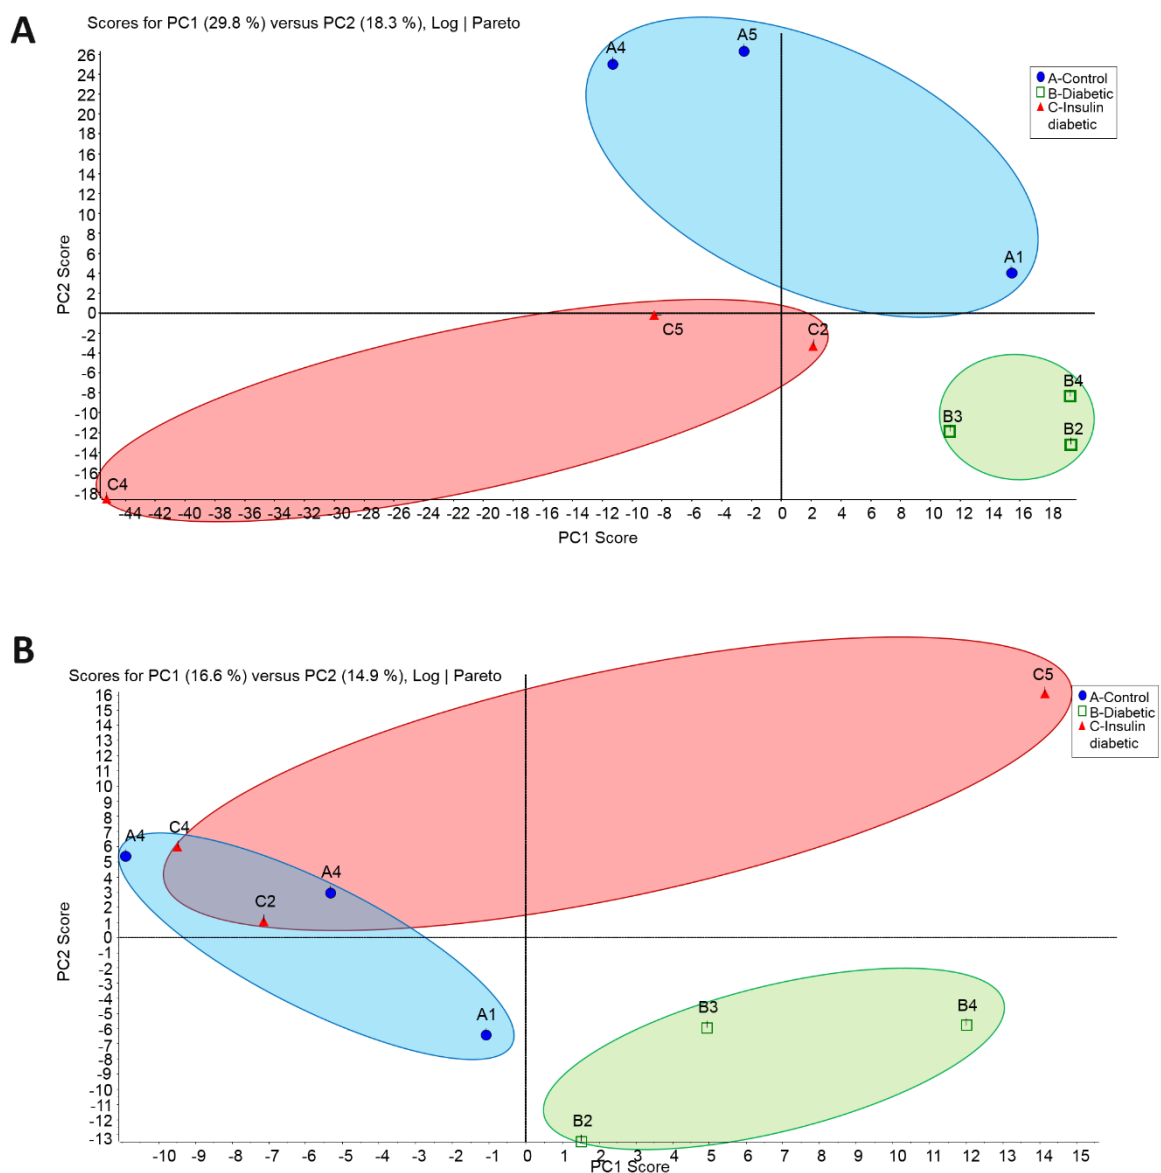 A
Scores for PC1 (29.8 %) versus PC2 (18.3 %), Log | Pareto
A4
A5
A-Control
B-Diabetic
C-Insulin
diabetic
26
24
22
20
18
16
14
12
10
8
6
4
2
0
-2
-4
-6
-8
-10
-12
-14
-16
-18
PC2 Score
A1
C5
C2
B4
B3
B2
C4
-44 -42 -40 -38 -36 -34 -32 -30 -28 -26 -24 -22 -20 -18 -16 -14 -12 -10 -8 -6 -4 -2 0 2 4 6 8 10 12 14 16 18
PC1 Score
B
Scores for PC1 (16.6 %) versus PC2 (14.9 %), Log | Pareto
C5
A-Control
B-Diabetic
C-Insulin
diabetic
16
15
14
13
12
11
10
9
8
7
6
5
4
3
2
1
0
-1
-2
-3
-4
-5
-6
-7
-8
-9
-10
-11
-12
-13
PC2 Score
A4
C4
A4
C2
A1
B3
B4
B2
-10 -9 -8 -7 -6 -5 -4 -3 -2 -1 0 1 2 3 4 5 6 7 8 9 10 11 12 13 14 15
PC1 Score